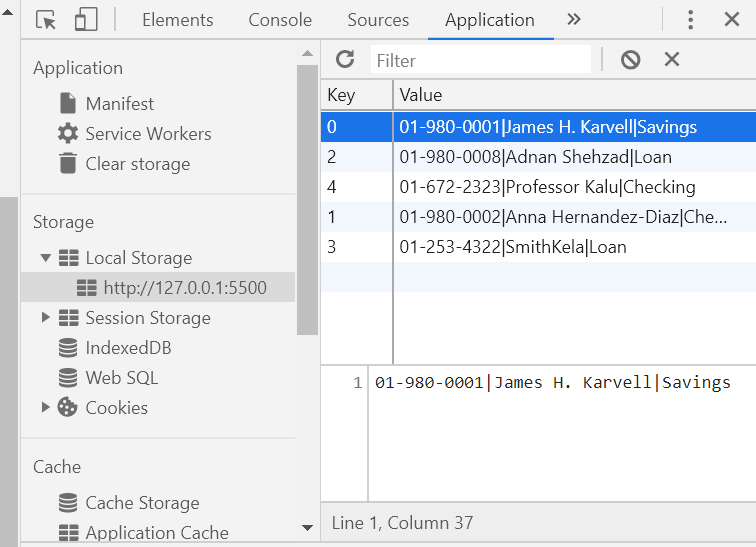 Elements Console Sources Application »
Application
Manifest
Service Workers
Clear storage
Storage
Local Storage
http://127.0.0.1:5500
Session Storage
IndexedDB
Web SQL
Cookies
Cache
Cache Storage
Application Cache
Filter
Key Value
0 01-980-0001|James H. Karvell|Savings
2 01-980-0008|Adnan Shehzad|Loan
4 01-672-2323|Professor Kalu|Checking
1 01-980-0002|Anna Hernandez-Diaz|Che...
3 01-253-4322|SmithKela|Loan
1 01-980-0001|James H. Karvell|Savings
Line 1, Column 37